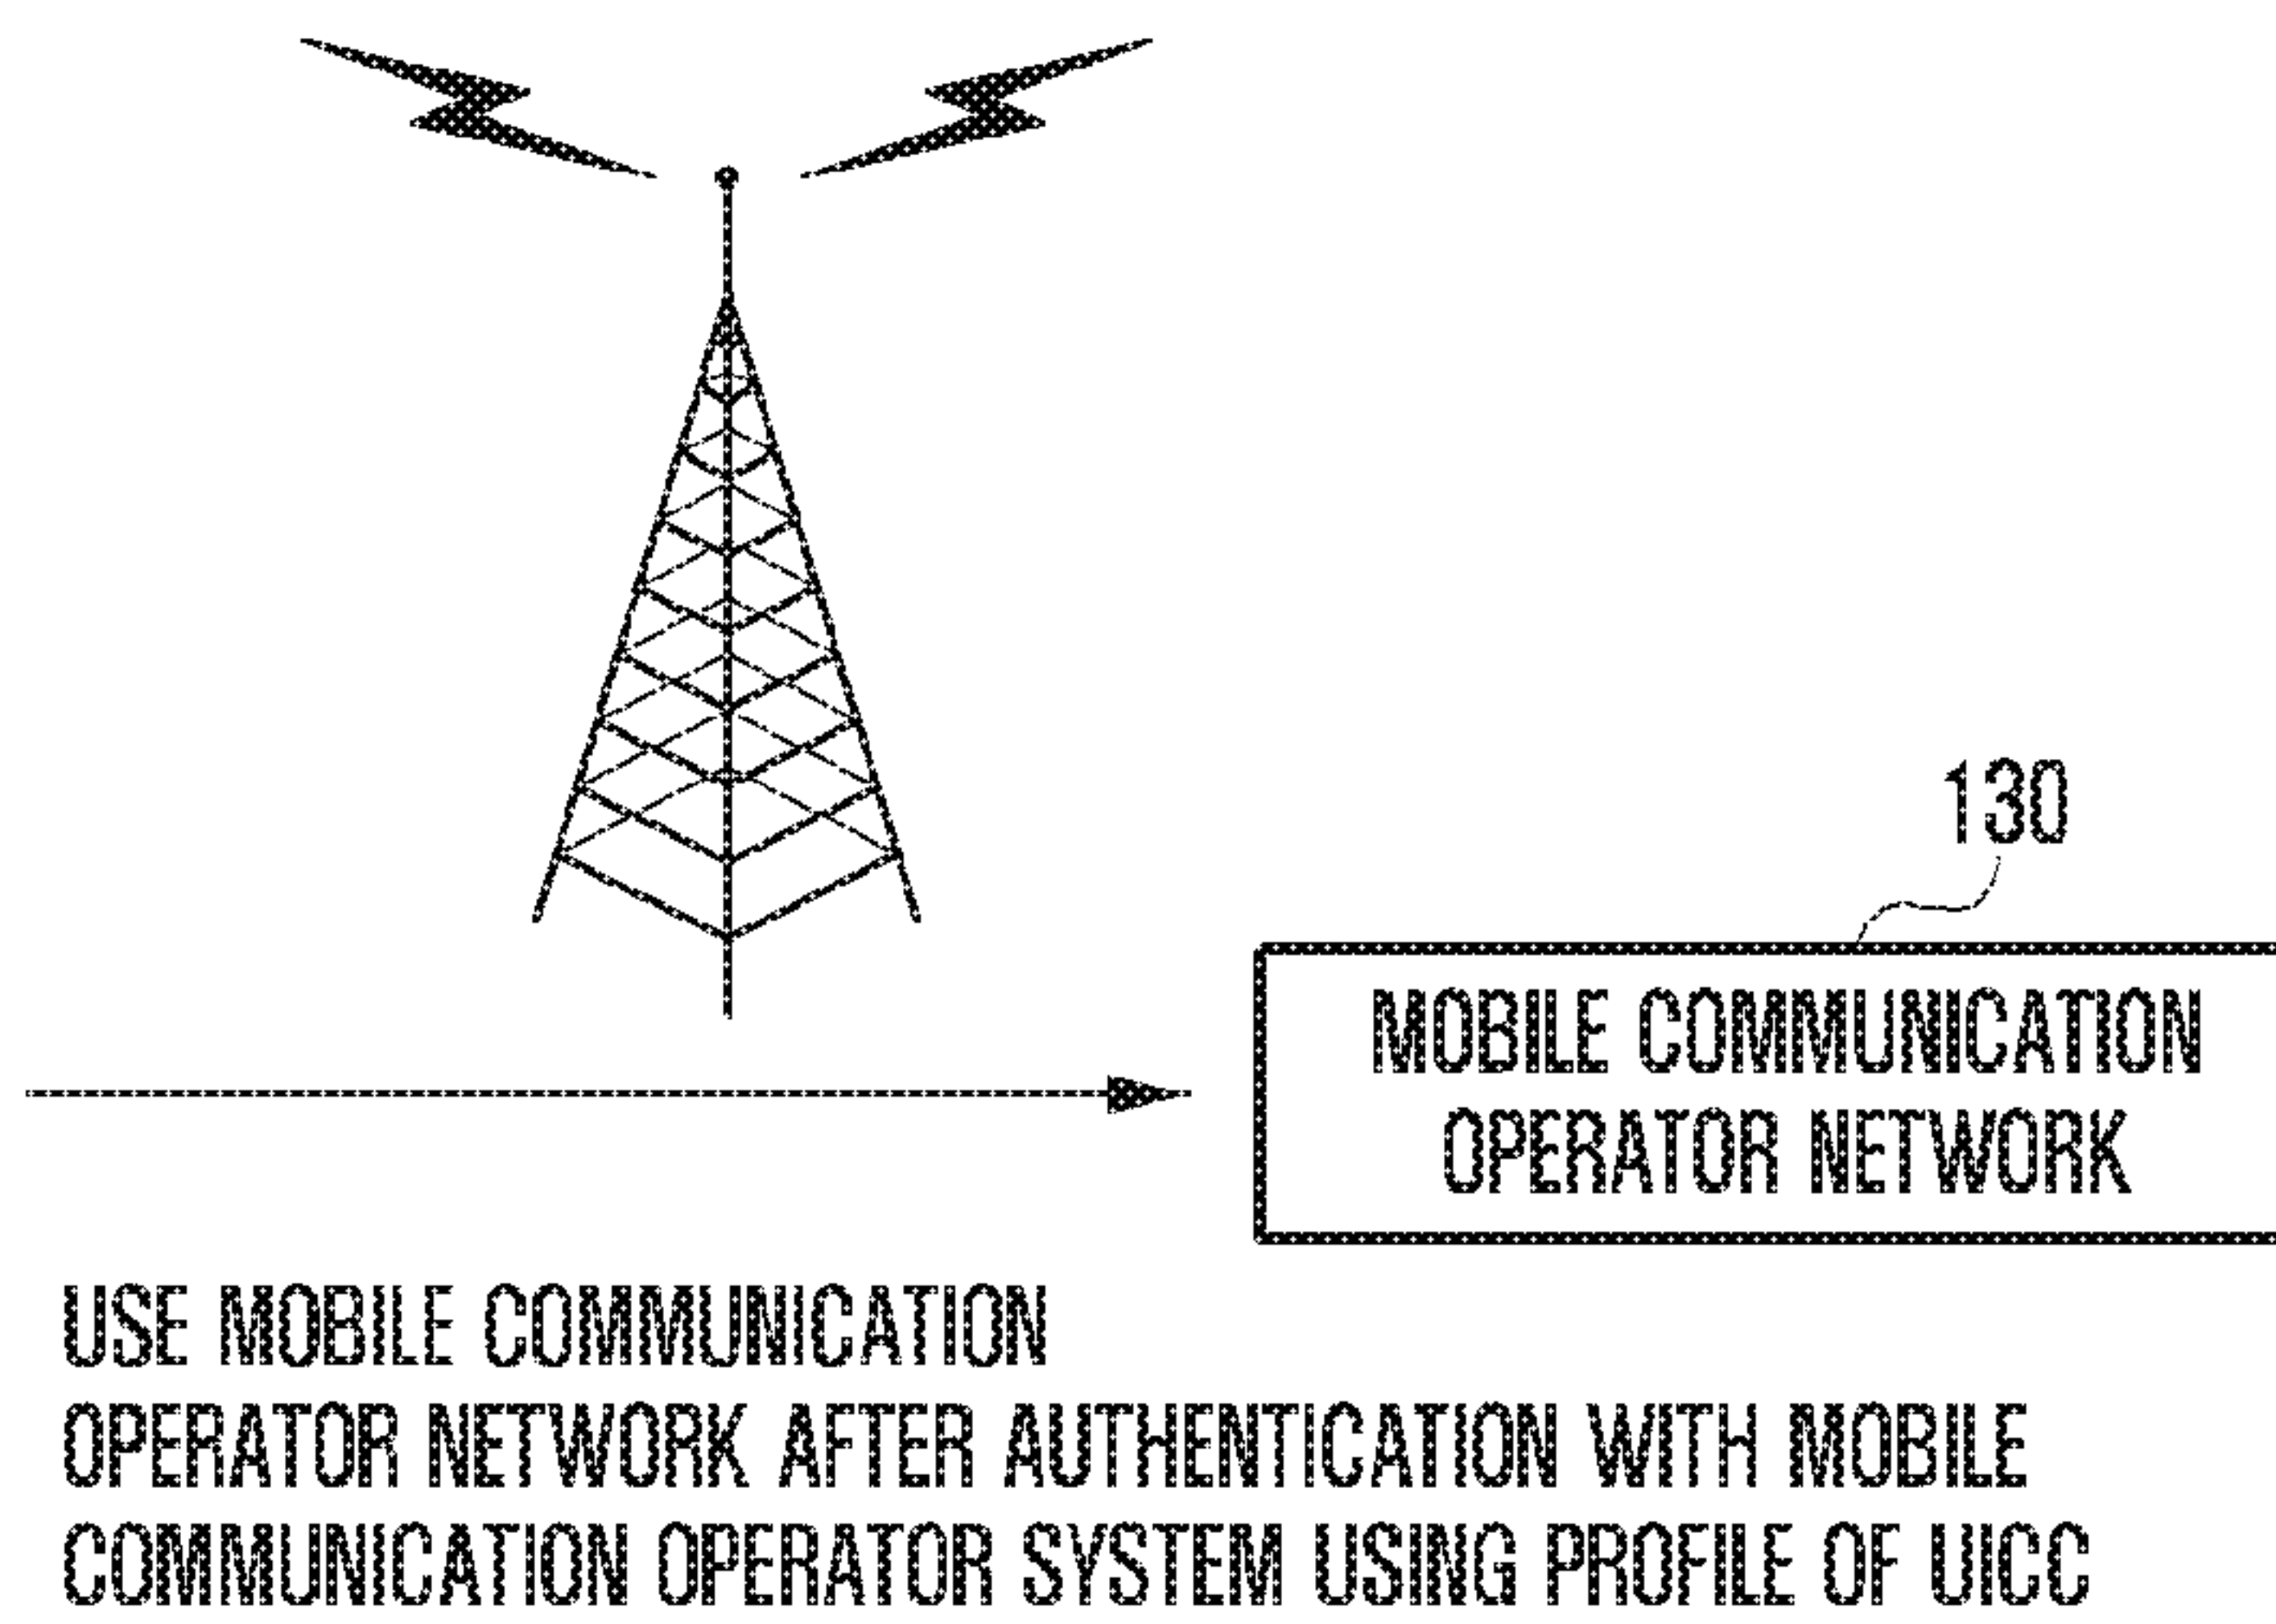 130
MOBILE COMMUNICATION
OPERATOR NETWORK
USE MOBILE COMMUNICATION
OPERATOR NETWORK AFTER AUTHENTICATION WITH MOBILE
COMMUNICATION OPERATOR SYSTEM USING PROFILE OF UICC